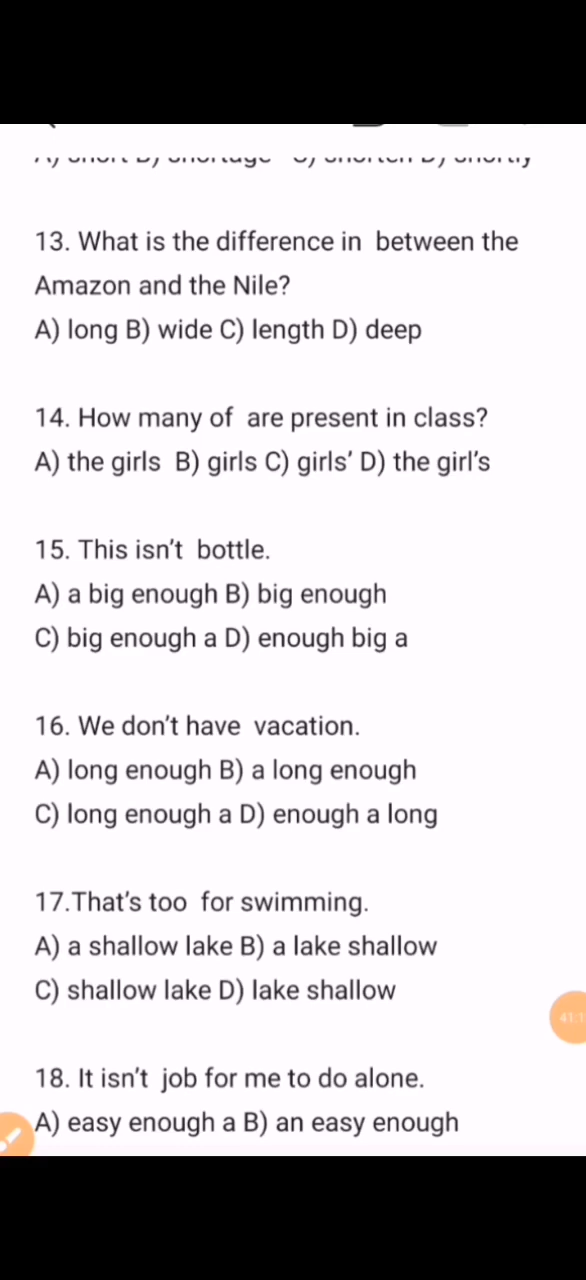 13. What is the difference in between the
Amazon and the Nile?
A) long B) wide C) length D) deep
14. How many of are present in class?
A) the girls B) girls C) girls’ D) the girl’s
15. This isn’t bottle.
A) a big enough B) big enough
C) big enough a D) enough big a
16. We don’t have vacation.
A) long enough B) a long enough
C) long enough a D) enough a long
17.That’s too for swimming.
A) a shallow lake B) a lake shallow
C) shallow lake D) lake shallow
18. It isn’t job for me to do alone.
A) easy enough a B) an easy enough